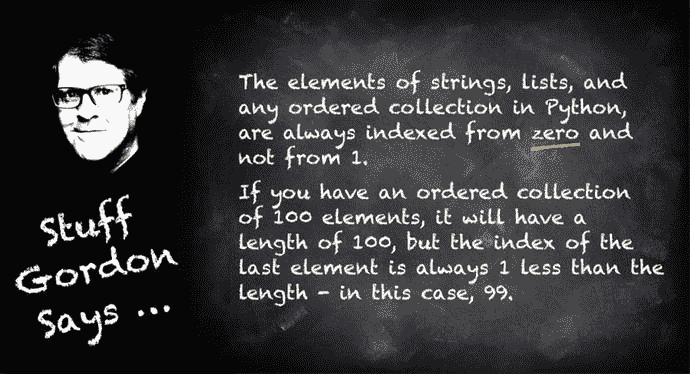 Stuff
Gordon
says ...
The elements of strings, lists, and
any ordered collection in Python,
are always indexed from zero and
not from 1.
If you have an ordered collection
of 100 elements, it will have a
length of 100, but the index of the
last element is always 1 less than the
length - in this case, 99.